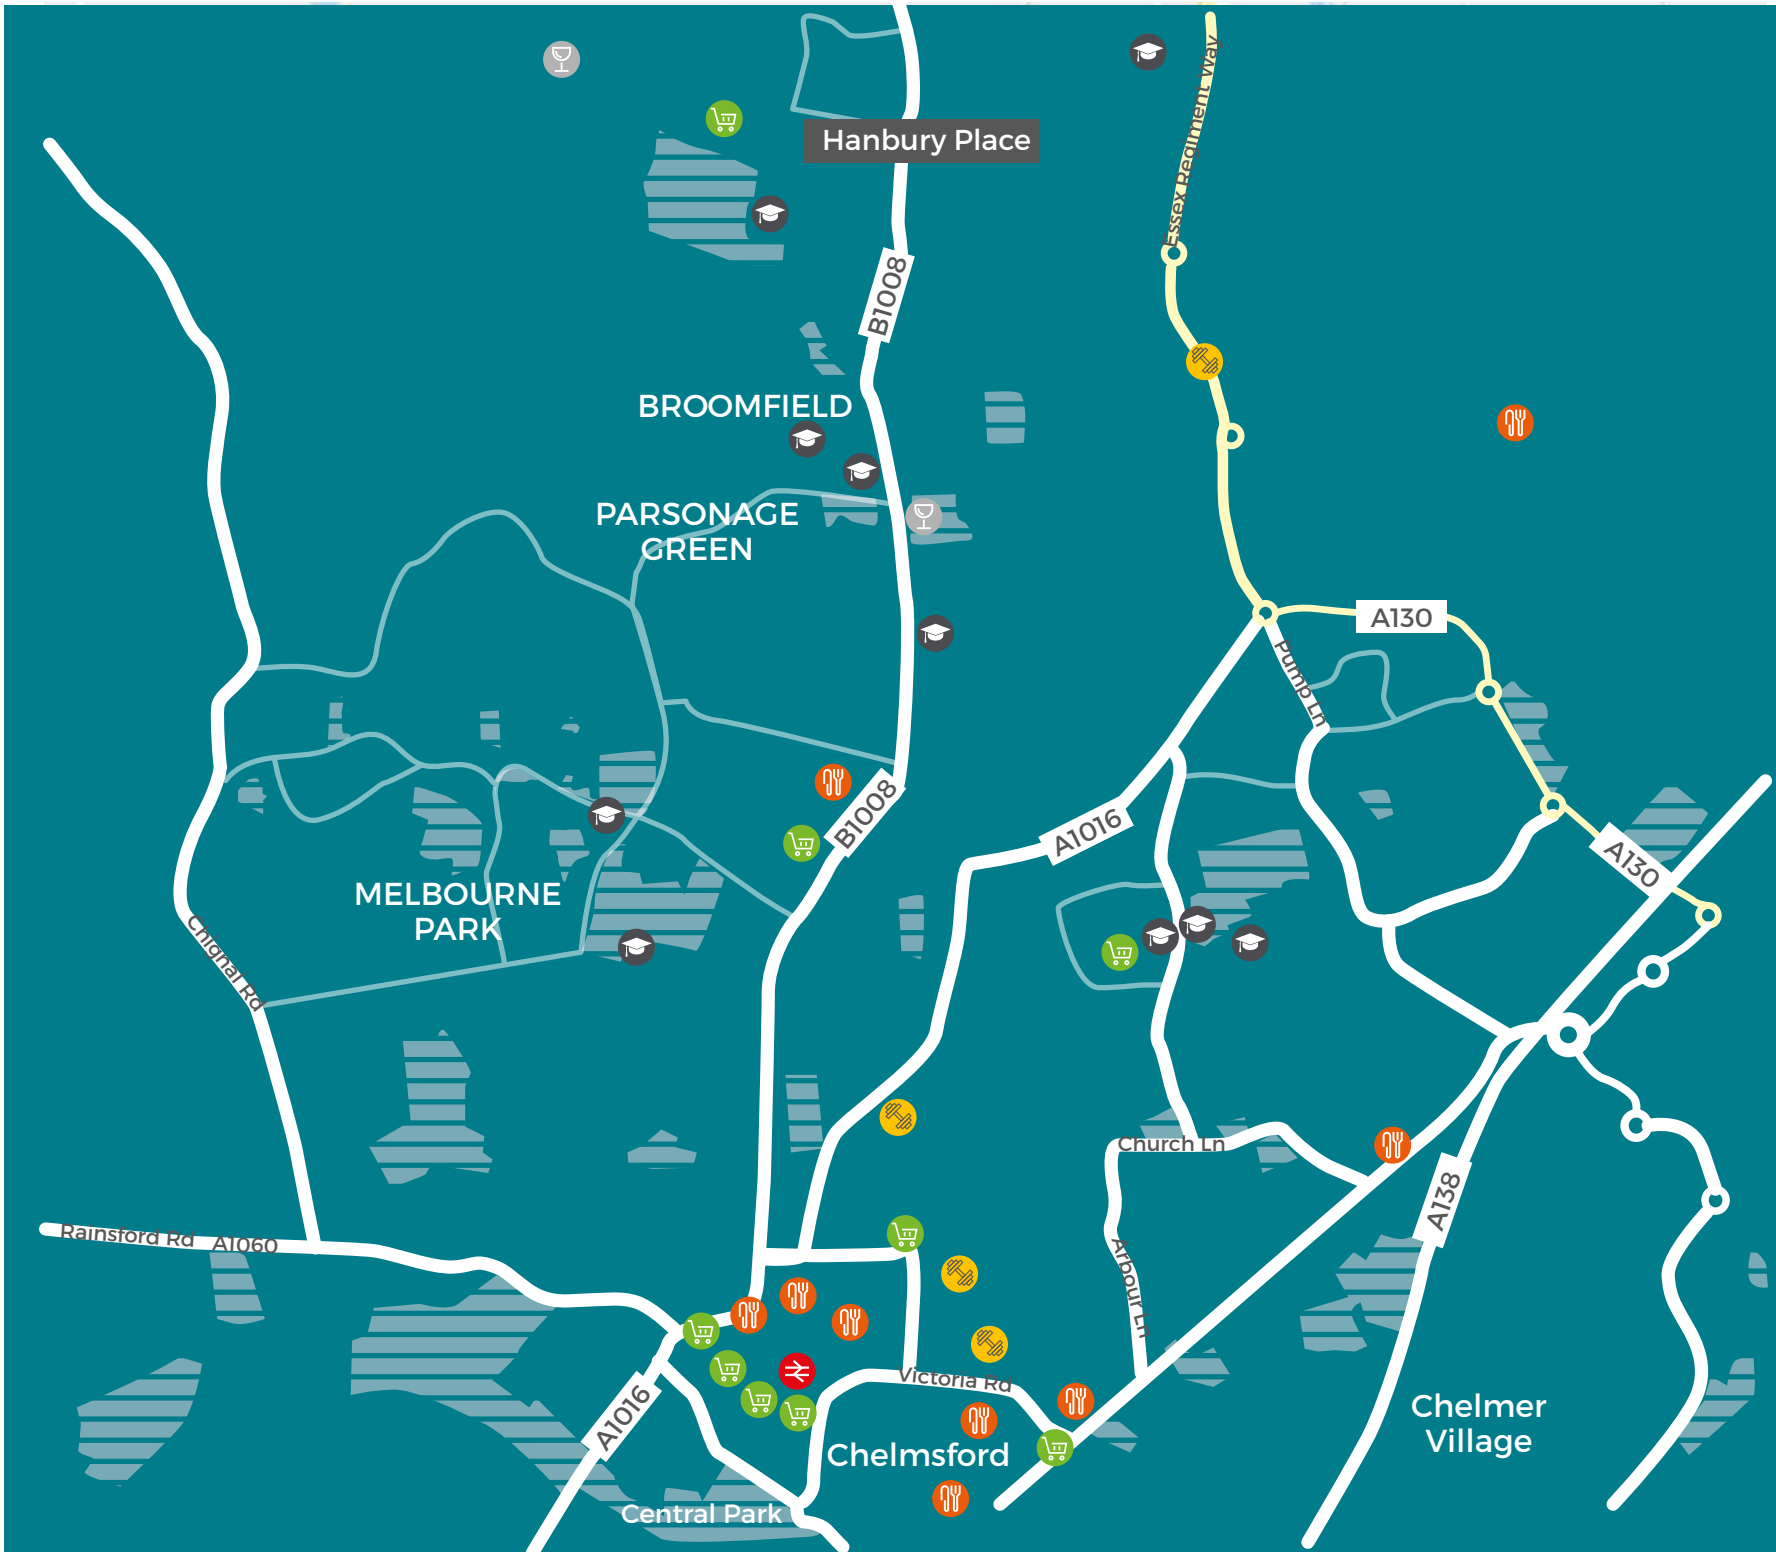 Essex Regiment Way
Hanbury Place
B1008
BROOMFIELD
PARSONAGE
GREEN
A130
Pump Ln
B1008
A1016
A130
MELBOURNE
PARK
Chignal Rd
Church Ln
A138
Rainsford Rd A1060
Arbour Ln
Victoria Rd
A1016
Chelmer
Village
Chelmsford
Central Park